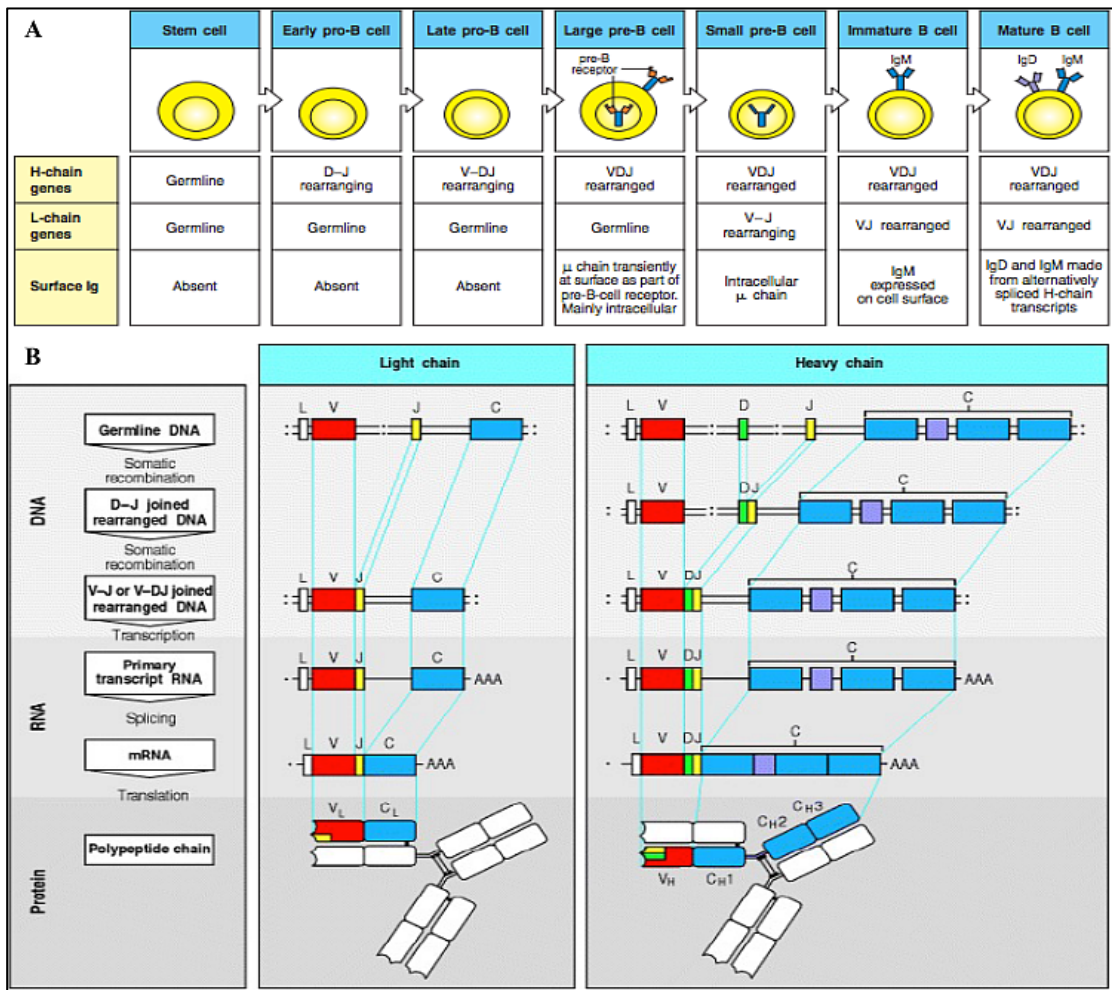 A
Stem cell
Early pro-B cell
Late pro-B cell
Large pre-B cell
Small pre-B cell
Immature B cell
Mature B cell
pre-B
receptor
IgM
IgD
IgM
H-chain
genes
Germline
D–J
rearranging
V–DJ
rearranging
VDJ
rearranged
VDJ
rearranged
VDJ
rearranged
VDJ
rearranged
L-chain
genes
Germline
Germline
Germline
Germline
V–J
rearranging
VJ rearranged
VJ rearranged
Surface Ig
Absent
Absent
Absent
μ chain transiently
at surface as part of
pre-B-cell receptor.
Mainly intracellular
Intracellular
μ chain
IgM
expressed
on cell surface
IgD and IgM made
from alternatively
spliced H-chain
transcripts
B
Light chain
Heavy chain
DNA
Germline DNA
L V J C
L V D J C
Somatic
recombination
D–J joined
rearranged DNA
L V D J C
Somatic
recombination
V–J or V–DJ joined
rearranged DNA
L V J C
L V D J C
Transcription
RNA
Primary
transcript RNA
L V J C AAA
L V D J C AAA
Splicing
mRNA
L V J C AAA
L V D J C AAA
Translation
Protein
Polypeptide chain
VL CL
VH CH1 CH2 CH3